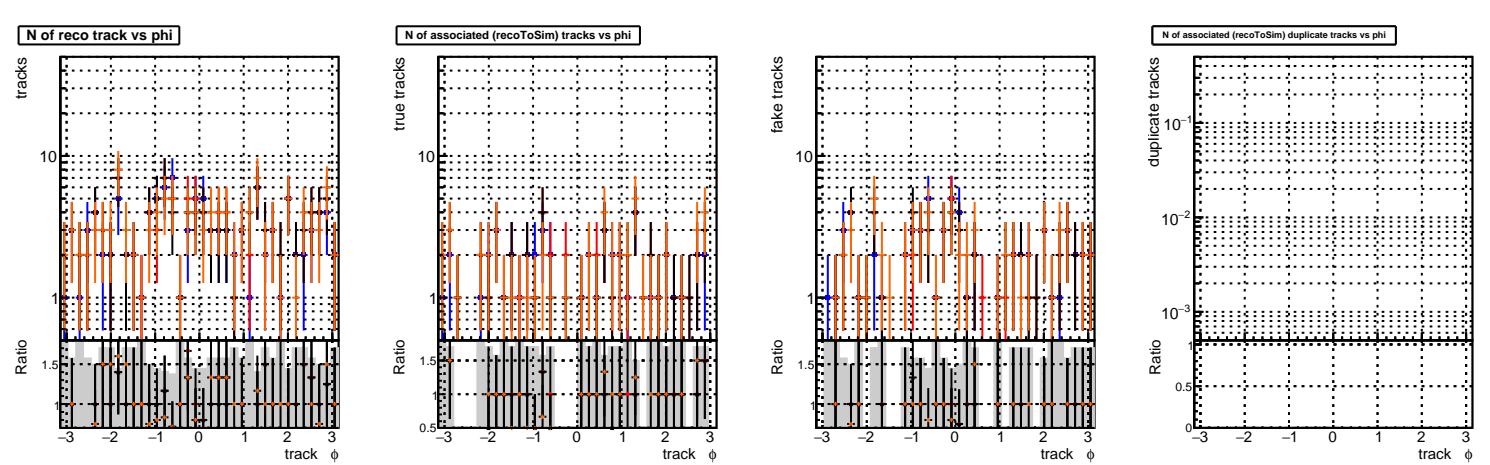 N of reco track vs phi
tracks
10
1
Ratio
1.5
1
−3 −2 −1 0 1 2 3
track ϕ
N of associated (recoToSim) tracks vs phi
true tracks
10
1
Ratio
1.5
1
0.5
−3 −2 −1 0 1 2 3
track ϕ
fake tracks
10
1
Ratio
1.5
1
−3 −2 −1 0 1 2 3
track ϕ
N of associated (recoToSim) duplicate tracks vs phi
duplicate tracks
10⁻¹
10⁻²
10⁻³
Ratio
1
0.5
0
−3 −2 −1 0 1 2 3
track ϕ